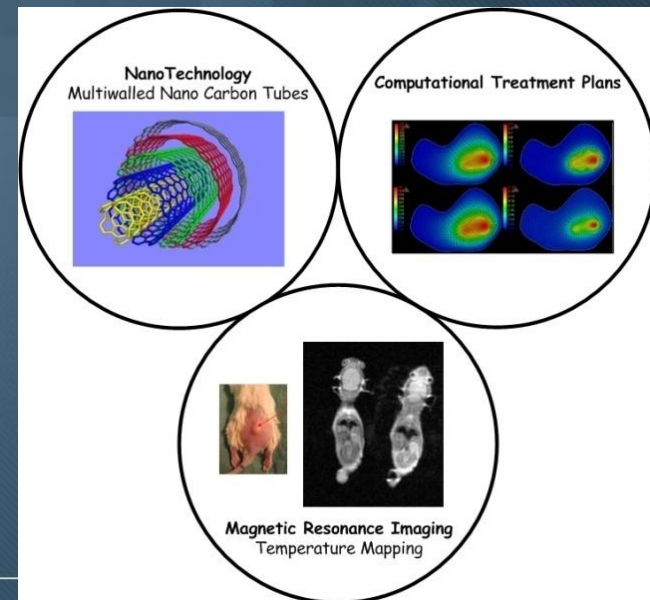 NanoTechnology
Multiwalled Nano Carbon Tubes
Computational Treatment Plans
Magnetic Resonance Imaging
Temperature Mapping